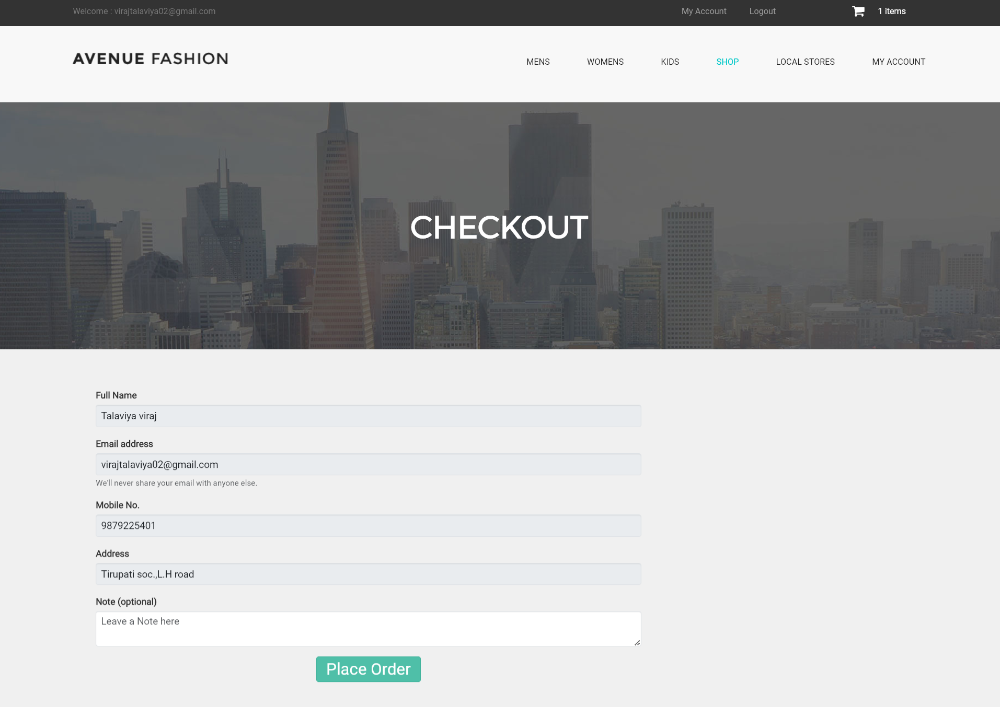 Welcome : virajtalaviya02@gmail.com My Account Logout 1 items
AVENUE FASHION MENS WOMENS KIDS SHOP LOCAL STORES MY ACCOUNT
CHECKOUT
Full Name
Talaviya viraj
Email address
virajtalaviya02@gmail.com
We'll never share your email with anyone else.
Mobile No.
9879225401
Address
Tirupati soc.,L.H road
Note (optional)
Leave a Note here
Place Order